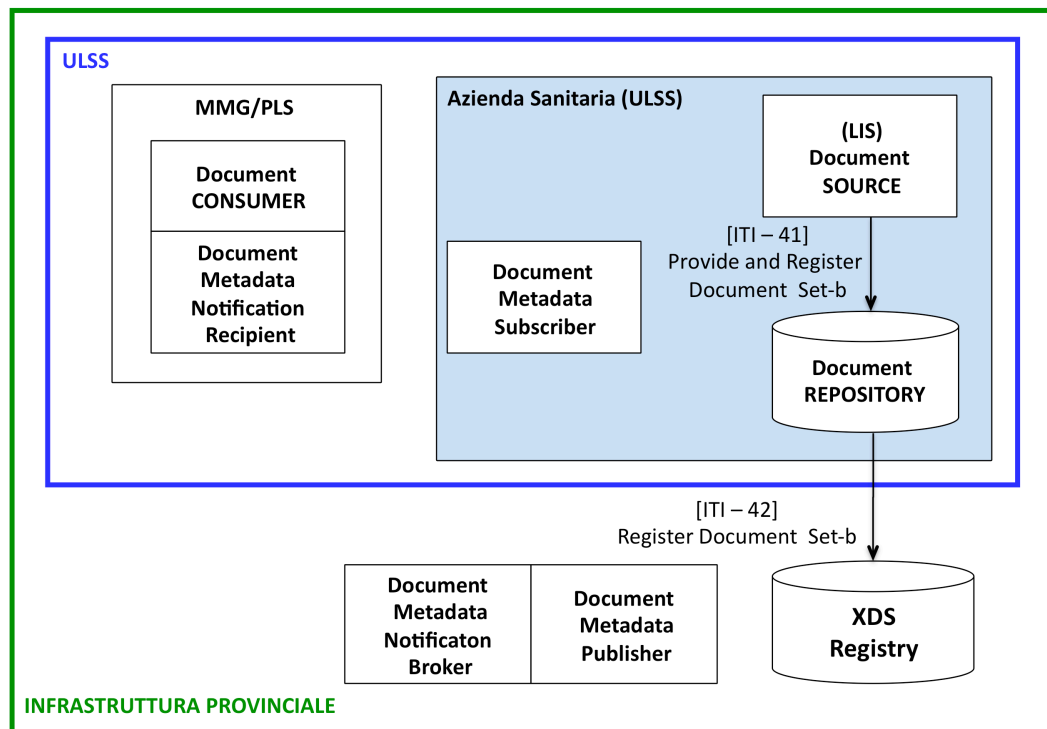 ULSS
MMG/PLS
Document
CONSUMER
Document
Metadata
Notification
Recipient
Azienda Sanitaria (ULSS)
(LIS)
Document
SOURCE
[ITI – 41]
Provide and Register
Document Set-b
Document
Metadata
Subscriber
Document
REPOSITORY
[ITI – 42]
Register Document Set-b
Document
Metadata
Notificaton
Broker
Document
Metadata
Publisher
XDS
Registry
INFRASTRUTTURA PROVINCIALE